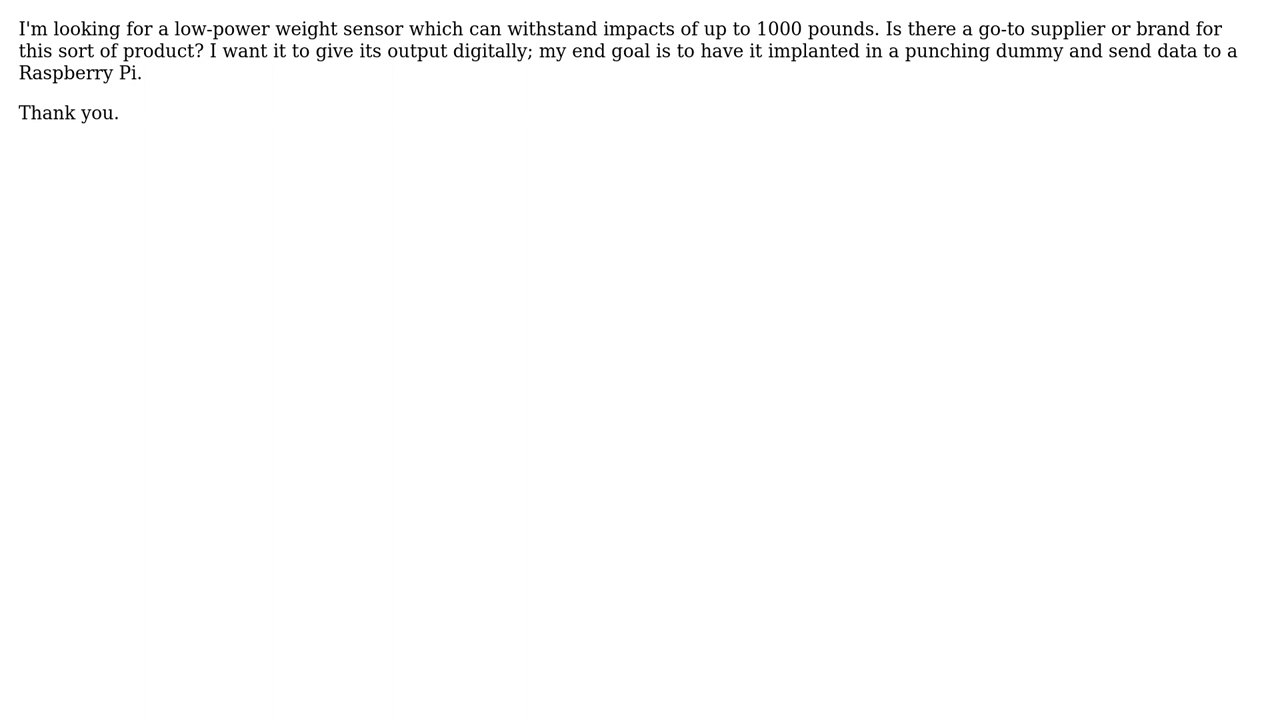 I'm looking for a low-power weight sensor which can withstand impacts of up to 1000 pounds. Is there a go-to supplier or brand for
this sort of product? I want it to give its output digitally; my end goal is to have it implanted in a punching dummy and send data to a
Raspberry Pi.
Thank you.